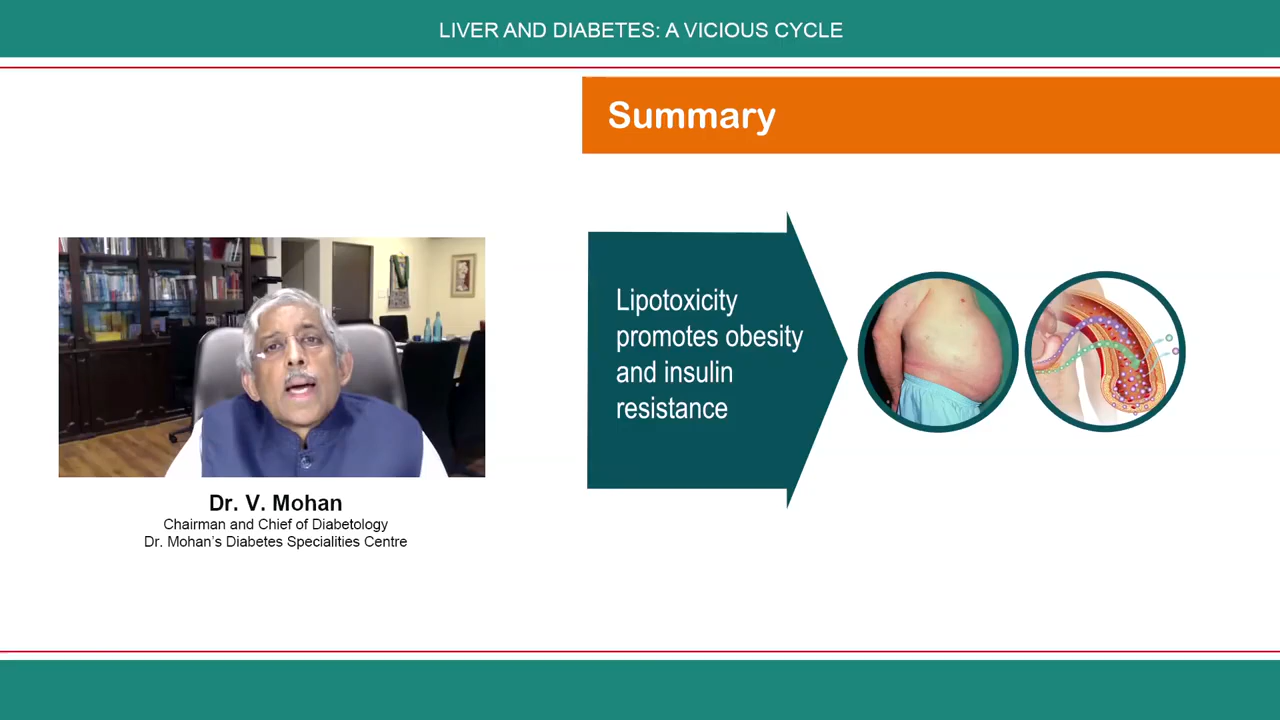 LIVER AND DIABETES: A VICIOUS CYCLE
Summary
Lipotoxicity
promotes obesity
and insulin
resistance
Dr. V. Mohan
Chairman and Chief of Diabetology
Dr. Mohan's Diabetes Specialities Centre